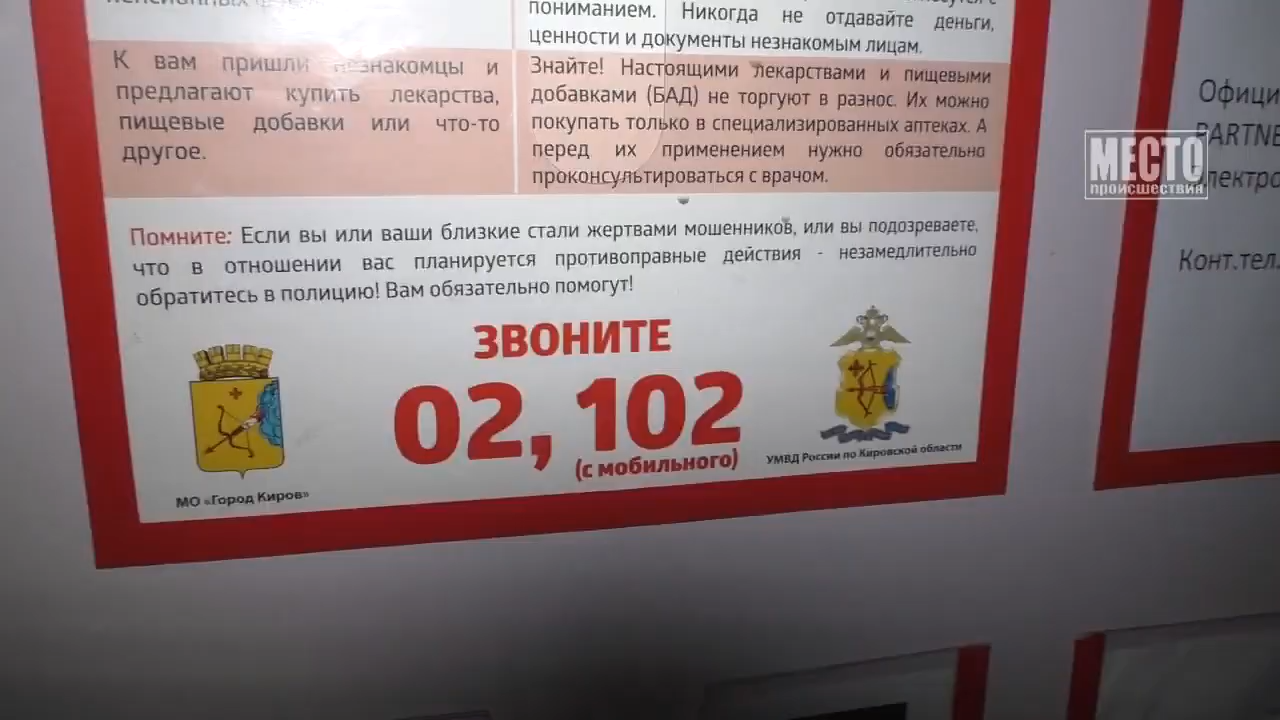 пониманием. Никогда не отдавайте деньги,
ценности и документы незнакомым лицам.
К вам пришли незнакомцы и
предлагают купить лекарства,
пищевые добавки или что-то
другое.
Знайте! Настоящими лекарствами и пищевыми
добавками (БАД) не торгуют в разнос. Их можно
покупать только в специализированных аптеках. А
перед их применением нужно обязательно
проконсультироваться с врачом.
Помните: Если вы или ваши близкие стали жертвами мошенников, или вы подозреваете,
что в отношении вас планируется противоправные действия - незамедлительно
обратитесь в полицию! Вам обязательно помогут!
ЗВОНИТЕ
02, 102
(с мобильного)
МО «Город Киров»
УМВД России по Кировской области
МЕСТО
происшествия
Офици
PARTNE
лектро
Конт.тел.